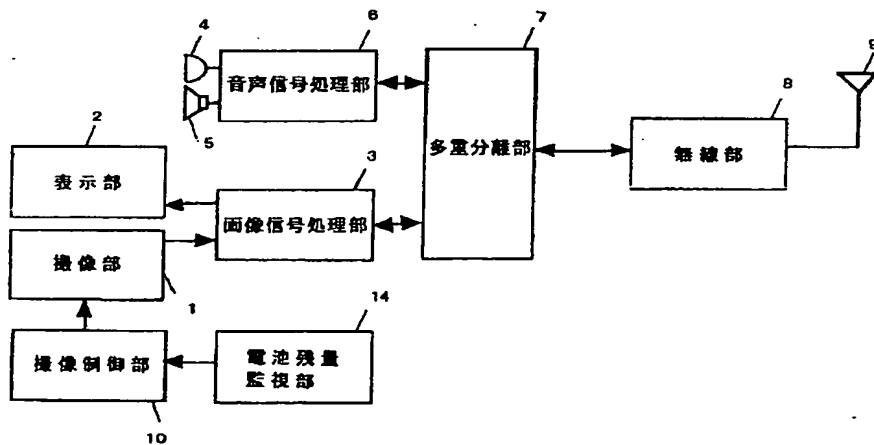 4
6
7
9
音声信号処理部
8
5
2
多重分離部
無線部
表示部
3
画像信号処理部
撮像部
1
14
撮像制御部
電池残量
監視部
10